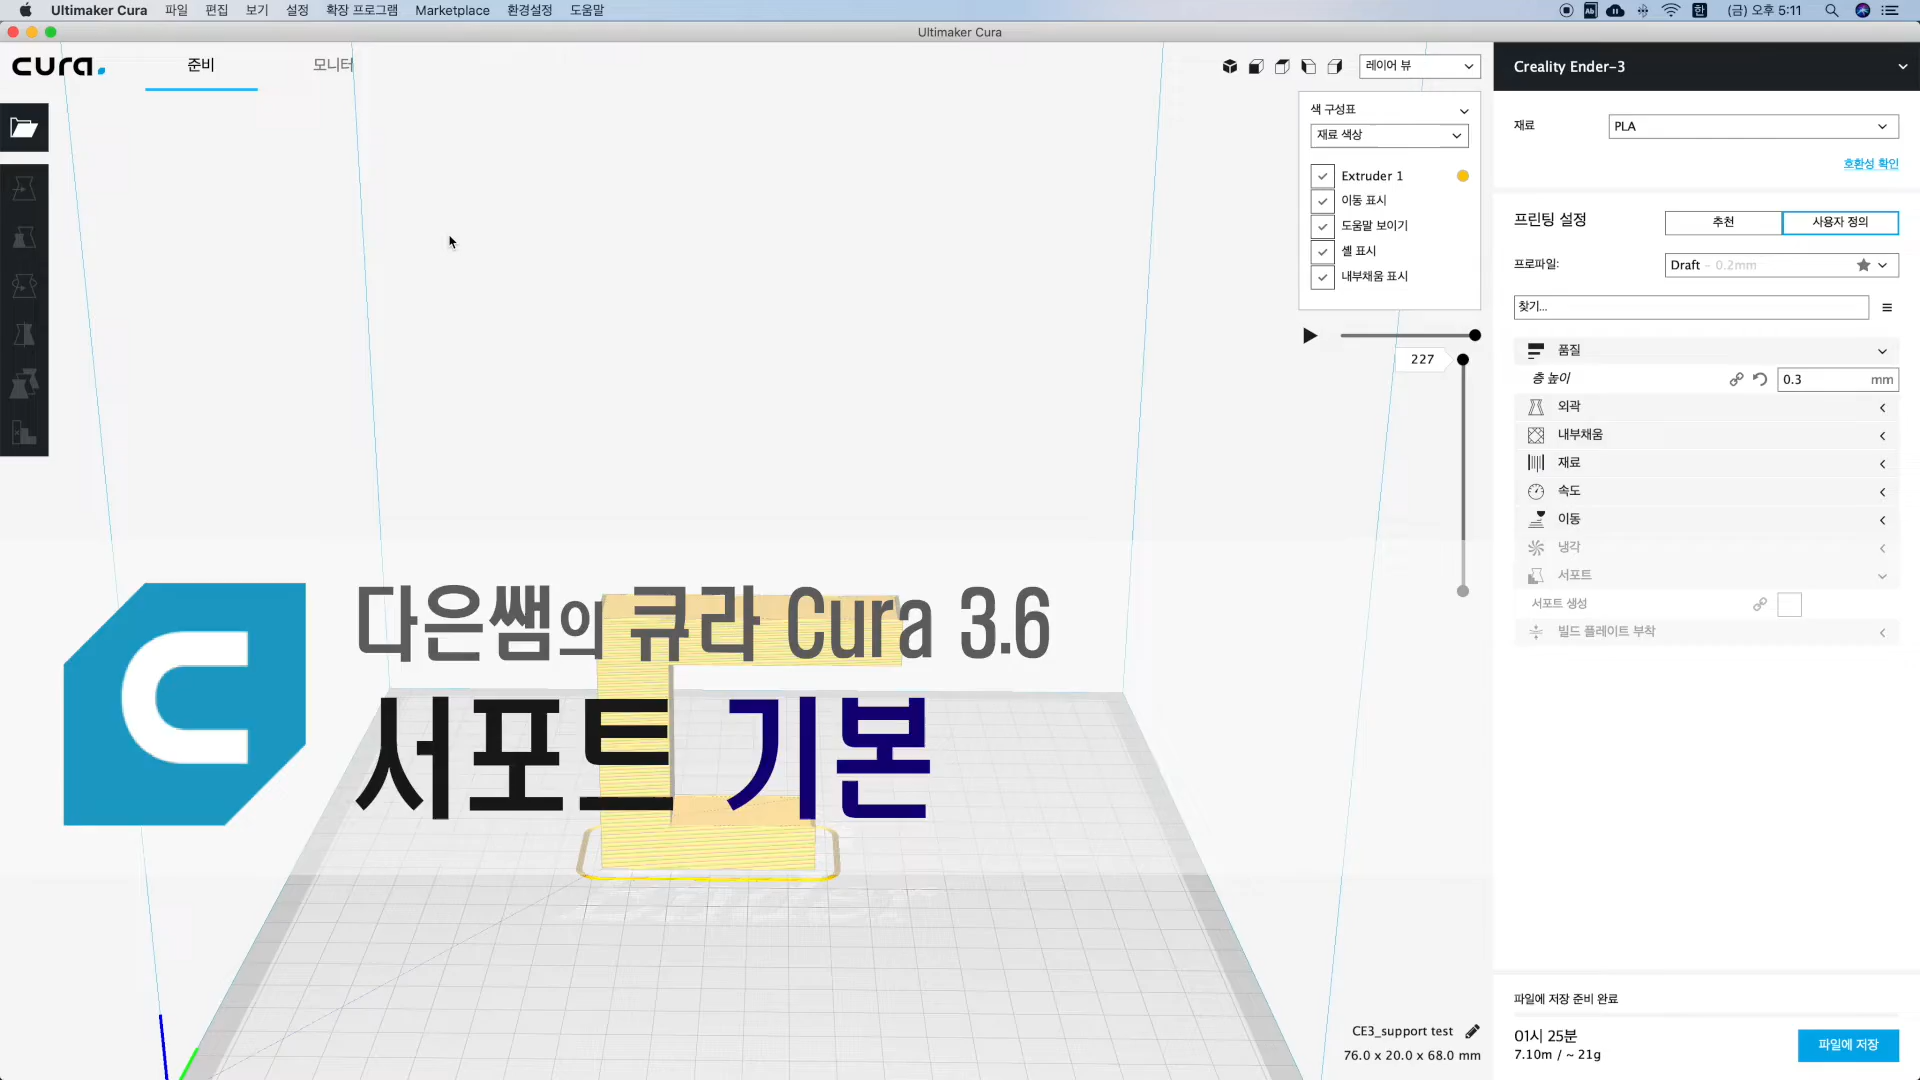 Ultimaker Cura 파일 편집 보기 설정 확장 프로그램 Marketplace 환경설정 도움말 한 (금) 오후 5:11
Ultimaker Cura
cura. 준비 모니터 레이어 뷰 Creality Ender-3
색 구성표
재료 색상
Extruder 1
이동 표시
도움말 보이기
셸 표시
내부채움 표시
227
재료 PLA
호환성 확인
프린팅 설정 추천 사용자 정의
프로파일: Draft - 0.2mm
찾기...
품질
층 높이 0.3 mm
외곽
내부채움
재료
속도
이동
냉각
서포트
서포트 생성
빌드 플레이트 부착
다은쌤의 큐라 Cura 3.6
서포트 기본
CE3_support test
76.0 x 20.0 x 68.0 mm
파일에 저장 준비 완료
01시 25분
7.10m / ~ 21g
파일에 저장